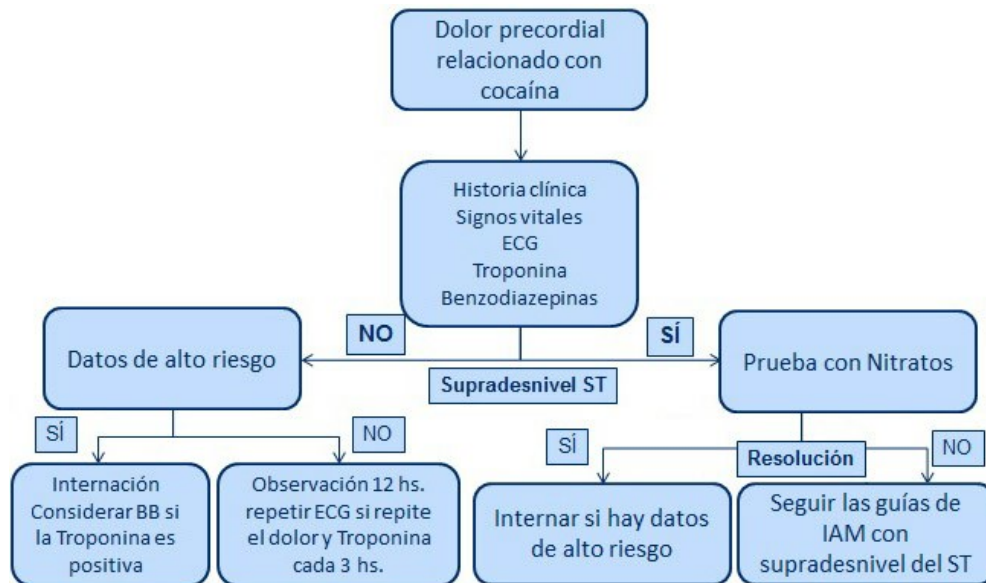 Dolor precordial
relacionado con
cocaína
Historia clínica
Signos vitales
ECG
Troponina
Benzodiazepinas
NO
SÍ
Supradesnivel ST
Datos de alto riesgo
Prueba con Nitratos
SÍ
NO
SÍ
Resolución
NO
Internación
Considerar BB si
la Troponina es
positiva
Observación 12 hs.
repetir ECG si repite
el dolor y Troponina
cada 3 hs.
Internar si hay datos
de alto riesgo
Seguir las guías de
IAM con
supradesnivel del ST